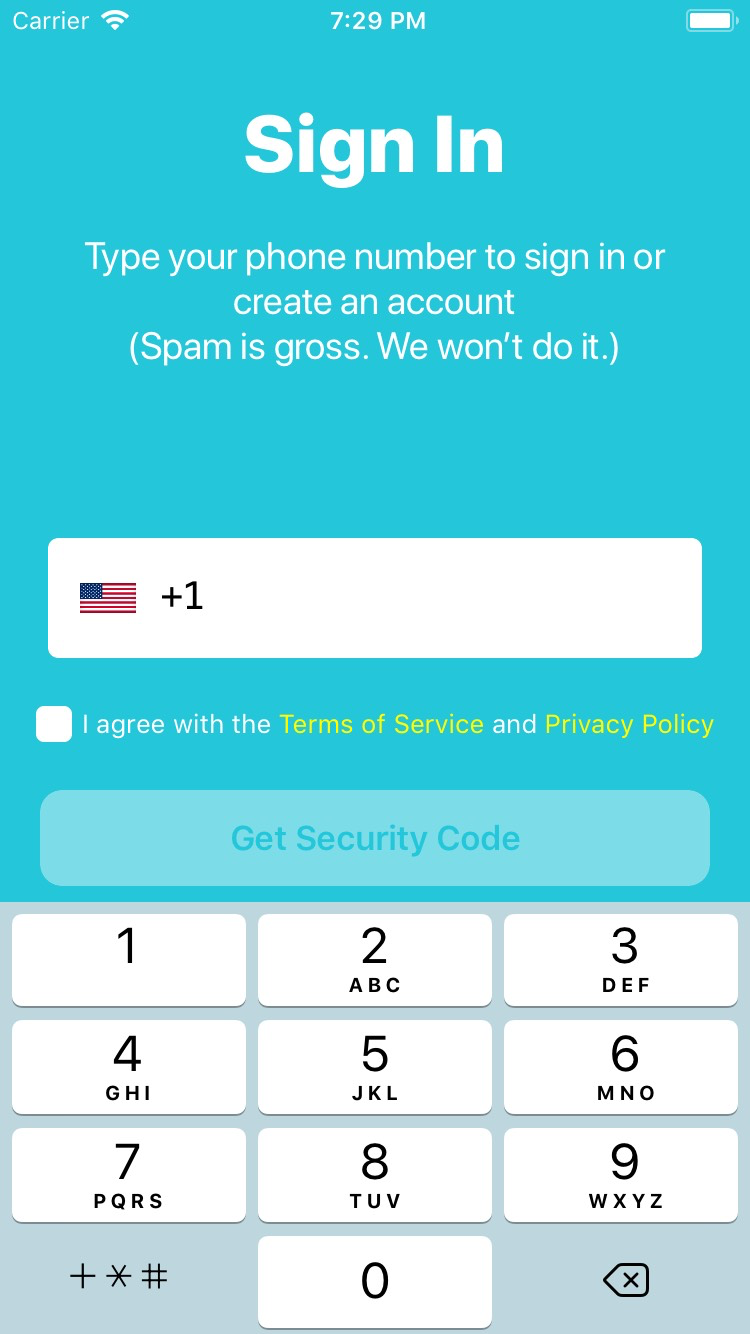 Carrier 7:29 PM
Sign In
Type your phone number to sign in or
create an account
(Spam is gross. We won't do it.)
+1
I agree with the Terms of Service and Privacy Policy
Get Security Code
1 2 3
ABC DEF
4 5 6
GHI JKL MNO
7 8 9
PQRS TUV WXYZ
+ * # 0